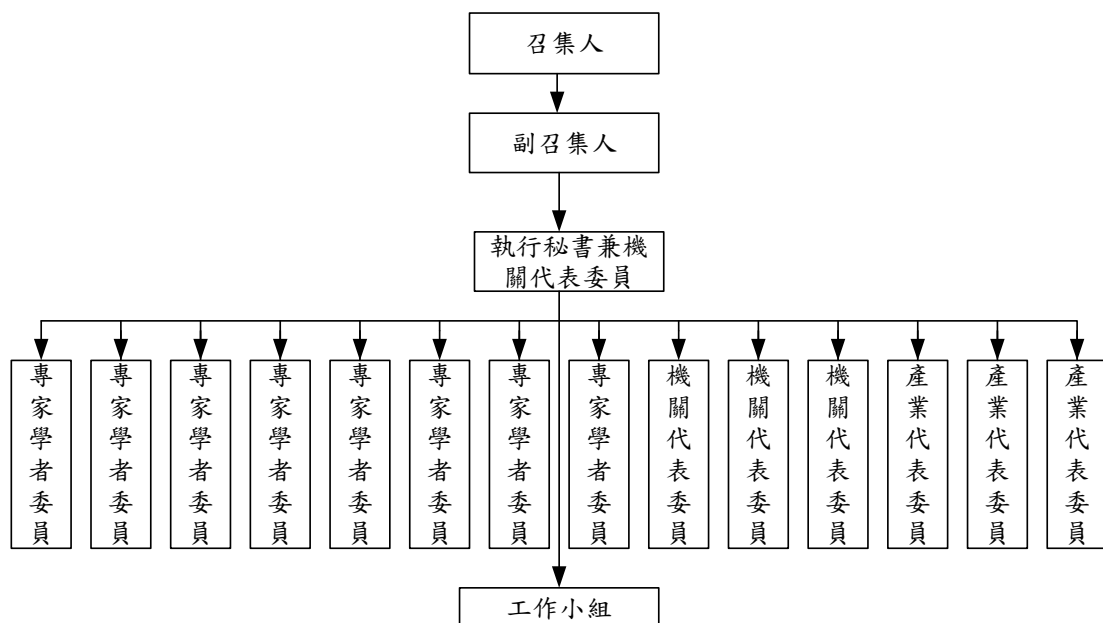 召集人
副召集人
執行秘書兼機
關代表委員
專家學者委員
專家學者委員
專家學者委員
專家學者委員
專家學者委員
專家學者委員
專家學者委員
專家學者委員
機關代表委員
機關代表委員
機關代表委員
產業代表委員
產業代表委員
產業代表委員
工作小組